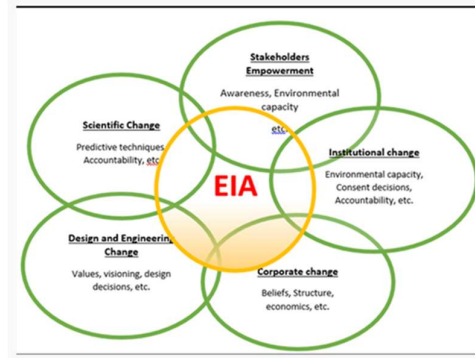 Stakeholders
Empowerment
Awareness, Environmental
capacity
etc.
Scientific Change
Predictive techniques
Accountability, etc
EIA
Institutional change
Environmental capacity,
Consent decisions,
Accountability, etc.
Design and Engineering
Change
Values, visioning, design
decisions, etc.
Corporate change
Beliefs, Structure,
economics, etc.